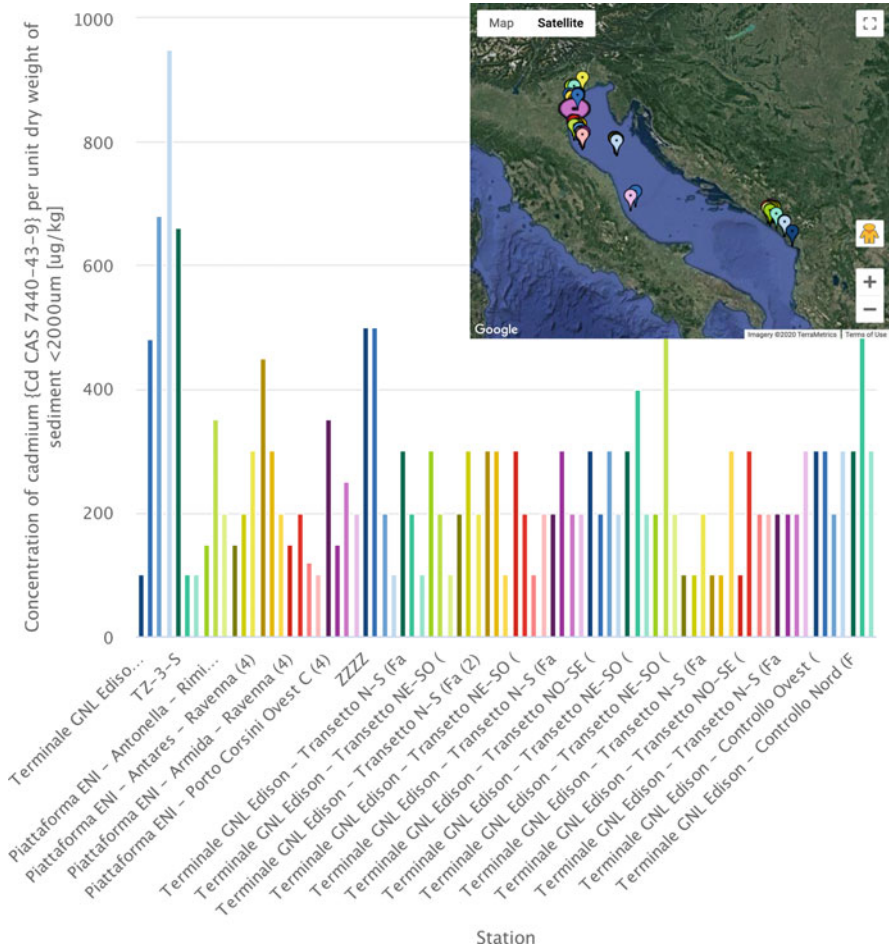 Concentration of cadmium {Cd CAS 7440-43-9} per unit dry weight of
sediment <2000um [ug/kg]
1000
800
600
400
200
0
Map Satellite
Google
Imagery ©2020 TerraMetrics Terms of Use
Terminale GNL Ediso...
TZ-3-S
Piattaforma ENI - Antonella - Rimi...
Piattaforma ENI - Antares - Ravenna (4)
Piattaforma ENI - Armida - Ravenna (4)
Piattaforma ENI - Porto Corsini Ovest C (4)
ZZZZ
Terminale GNL Edison - Transetto N-S (Fa
Terminale GNL Edison - Transetto NE-SO (
Terminale GNL Edison - Transetto N-S (Fa (2)
Terminale GNL Edison - Transetto NE-SO (
Terminale GNL Edison - Transetto N-S (Fa
Terminale GNL Edison - Transetto NO-SE (
Terminale GNL Edison - Transetto NE-SO (
Terminale GNL Edison - Transetto NE-SO (
Terminale GNL Edison - Transetto N-S (Fa
Terminale GNL Edison - Transetto NO-SE (
Terminale GNL Edison - Transetto N-S (Fa
Terminale GNL Edison - Controllo Ovest (
Terminale GNL Edison - Controllo Nord (F
Station